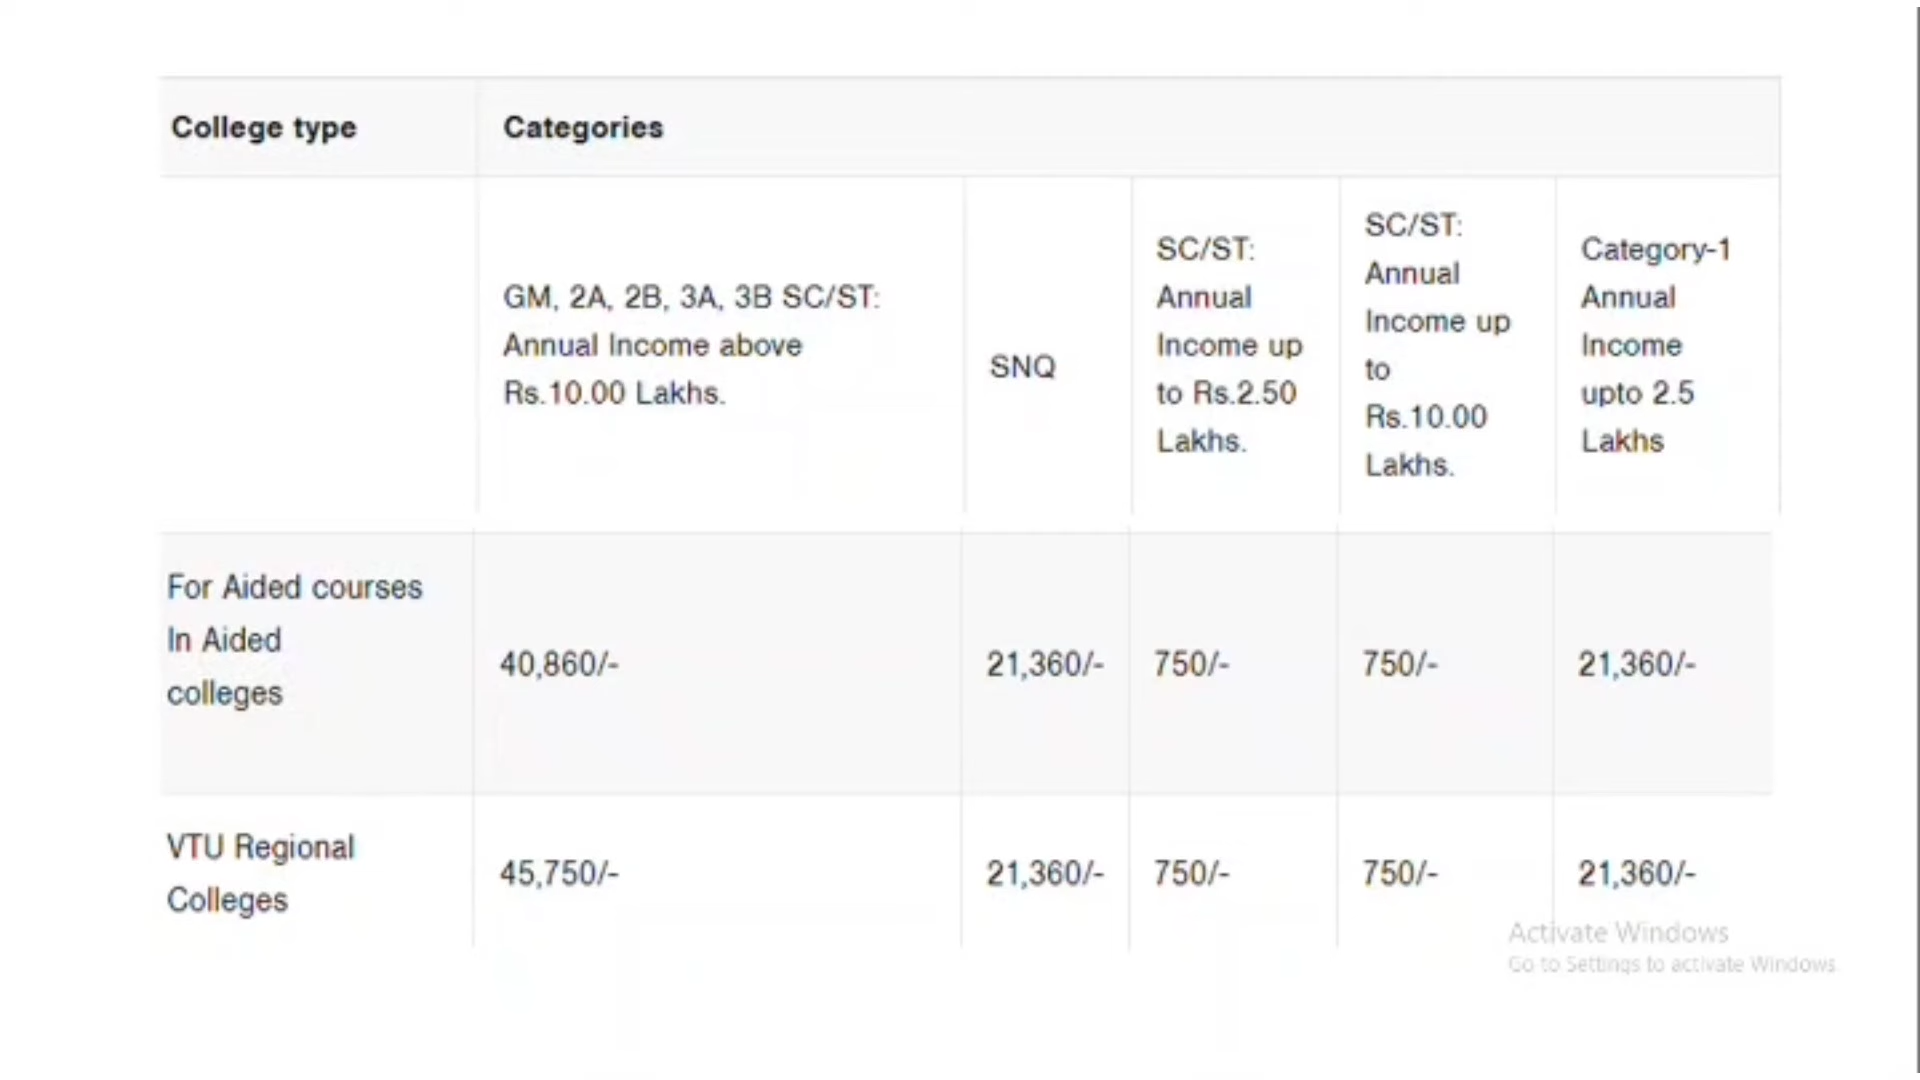 College type
Categories
GM, 2A, 2B, 3A, 3B SC/ST:
Annual Income above
Rs.10.00 Lakhs.
SNQ
SC/ST:
Annual
Income up
to Rs.2.50
Lakhs.
SC/ST:
Annual
Income up
to
Rs.10.00
Lakhs.
Category-1
Annual
Income
upto 2.5
Lakhs
For Aided courses
In Aided
colleges
40,860/-
21,360/-
750/-
750/-
21,360/-
VTU Regional
Colleges
45,750/-
21,360/-
750/-
750/-
21,360/-
Activate Windows
Go to Settings to activate Windows.